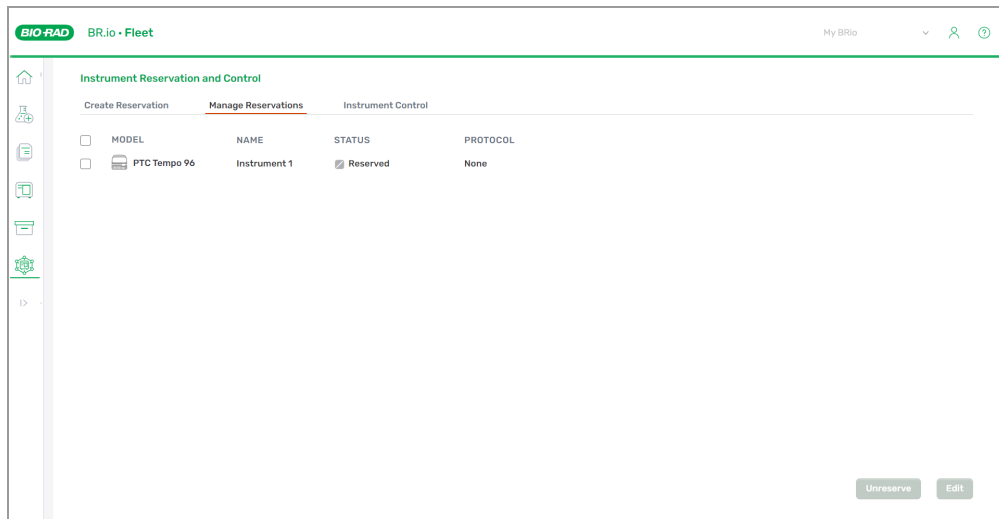 BIO-RAD BR.io • Fleet My BRio
Instrument Reservation and Control
Create Reservation Manage Reservations Instrument Control
MODEL NAME STATUS PROTOCOL
PTC Tempo 96 Instrument 1 Reserved None
Unreserve Edit